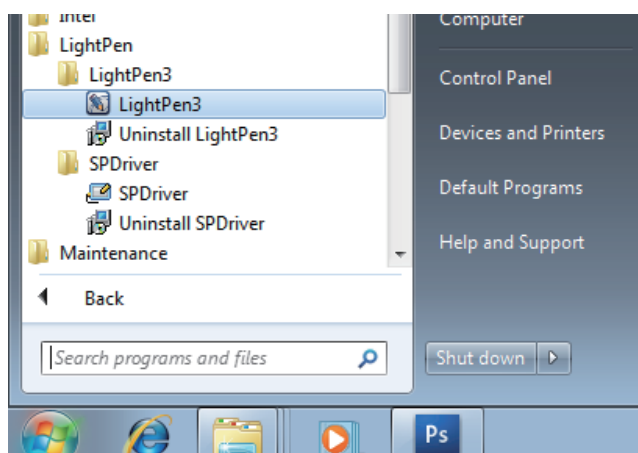 Intel
LightPen
LightPen3
LightPen3
Uninstall LightPen3
SPDriver
SPDriver
Uninstall SPDriver
Maintenance
Back
Search programs and files
Computer
Control Panel
Devices and Printers
Default Programs
Help and Support
Shut down
Ps